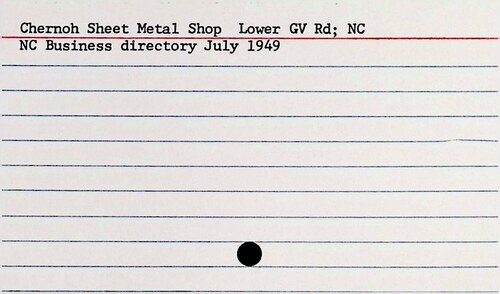 Chernoh Sheet Metal Shop Lower GV Rd; NC
NC Business directory July 1949